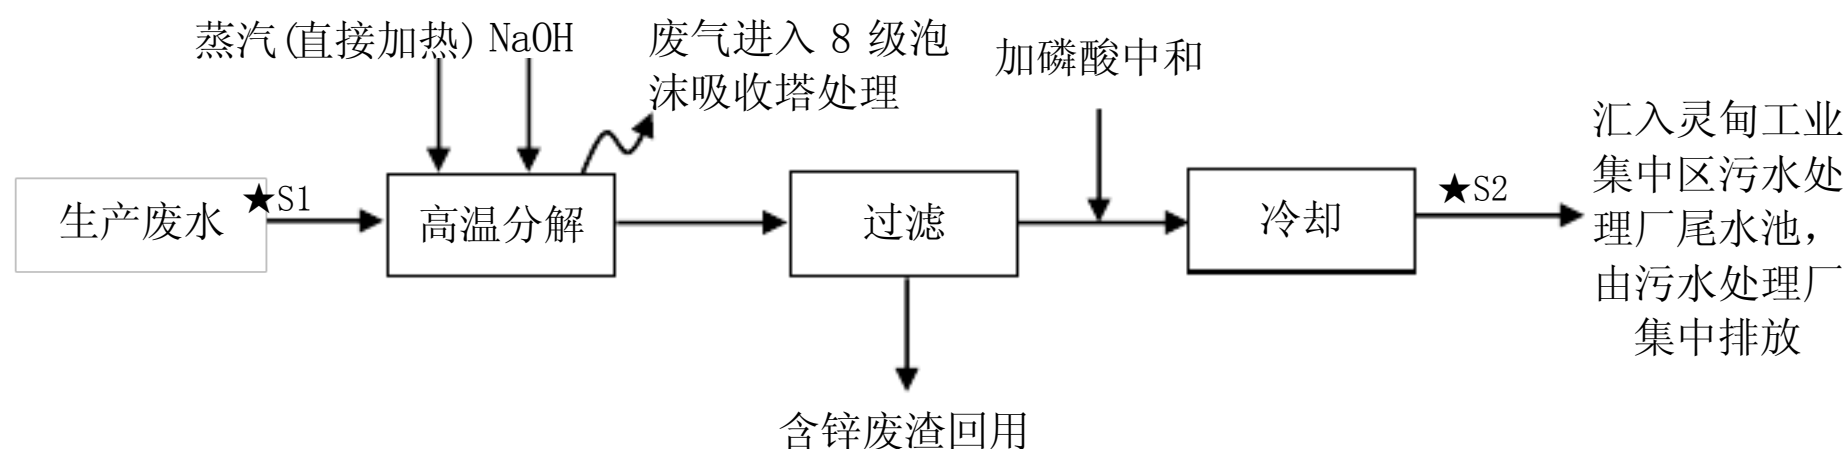 蒸汽(直接加热) NaOH
废气进入 8 级泡
沫吸收塔处理
加磷酸中和
汇入灵甸工业
集中区污水处
理厂尾水池，
由污水处理厂
集中排放
生产废水
★S1
高温分解
过滤
冷却
★S2
含锌废渣回用